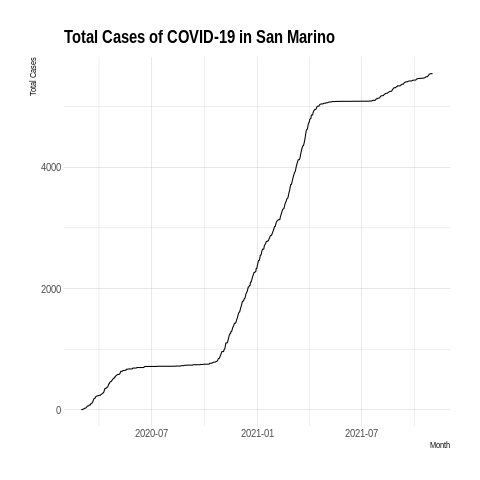 Total Cases of COVID-19 in San Marino
Total Cases
4000
2000
0
2020-07 2021-01 2021-07
Month